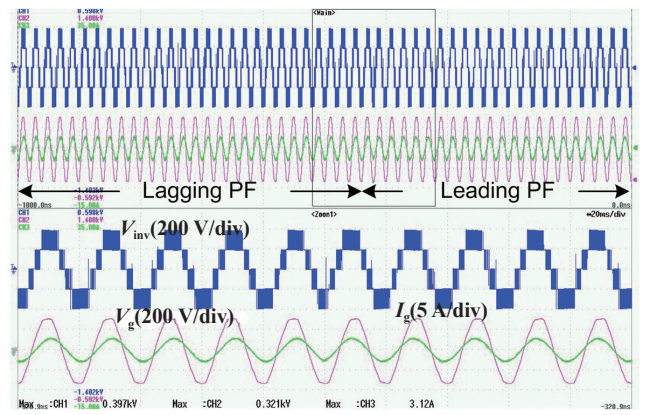 CH1 0.598kV <Main>
CH2 1.408kV
CH3 35.00A
-1.402kV
CH2 -0.592kV
CH3 -15.00A
Lagging PF Leading PF
-1000.0ms 0.0ms
CH1 0.598kV <Zoom1> 20ms/div
CH2 1.408kV
CH3 35.00A
Vinv(200 V/div)
Vg(200 V/div) Ig(5 A/div)
-1.402kV
-0.592kV
Max :CH1 0.397kV Max :CH2 0.321kV Max :CH3 3.12A
-15.00A -320.9ms